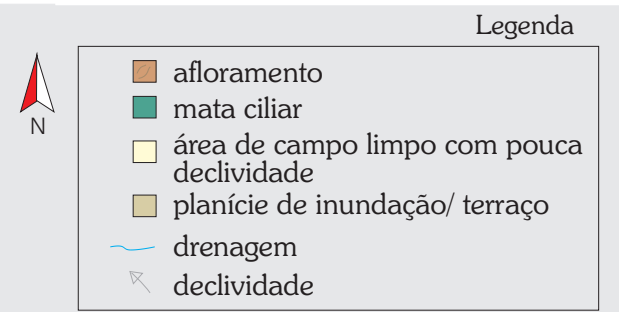 Legenda
N
afloramento
mata ciliar
área de campo limpo com pouca
declividade
planície de inundação/ terraço
drenagem
declividade